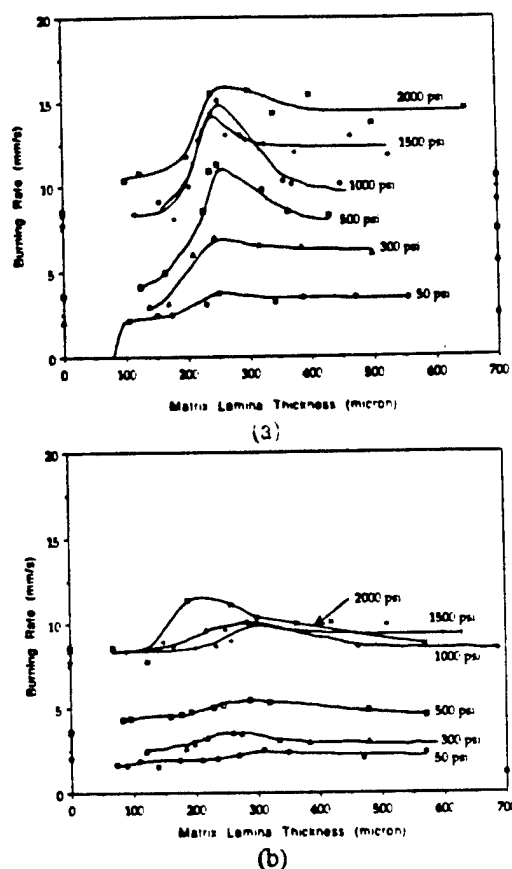 20
15
10
5
0
Burning Rate (mm/s)
2000 psi
1500 psi
1000 psi
500 psi
300 psi
50 psi
0 100 200 300 400 500 600 700
Matrix Lamina Thickness (micron)
(a)
20
15
10
5
0
Burning Rate (mm/s)
2000 psi
1500 psi
1000 psi
500 psi
300 psi
50 psi
0 100 200 300 400 500 600 700
Matrix Lamina Thickness (micron)
(b)